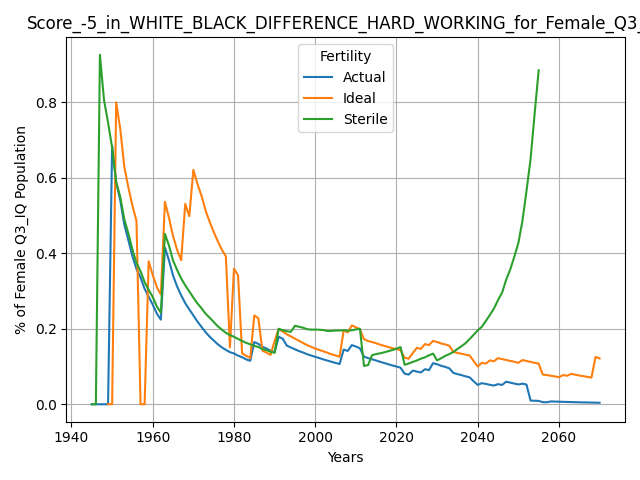 Score_-5_in_WHITE_BLACK_DIFFERENCE_HARD_WORKING_for_Female_Q3_
Fertility
Actual
Ideal
Sterile
% of Female Q3_IQ Population
0.8
0.6
0.4
0.2
0.0
1940 1960 1980 2000 2020 2040 2060
Years